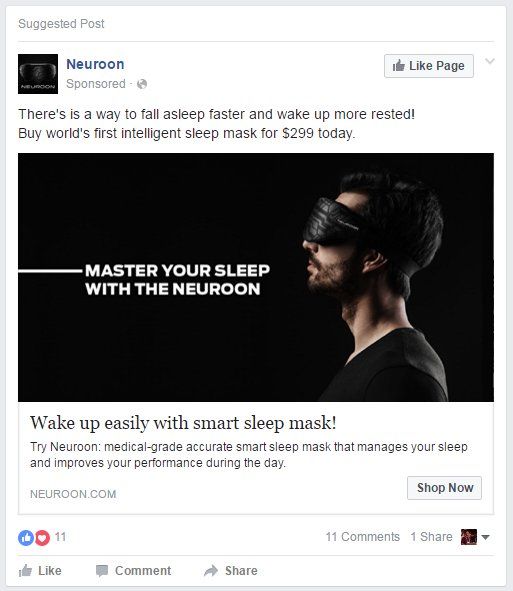 Suggested Post
NEUROON
Neuroon
Like Page
Sponsored ·
There's is a way to fall asleep faster and wake up more rested!
Buy world's first intelligent sleep mask for $299 today.
NEUROON
MASTER YOUR SLEEP
WITH THE NEUROON
Wake up easily with smart sleep mask!
Try Neuroon: medical-grade accurate smart sleep mask that manages your sleep
and improves your performance during the day.
NEUROON.COM
Shop Now
11
11 Comments 1 Share
Like Comment Share